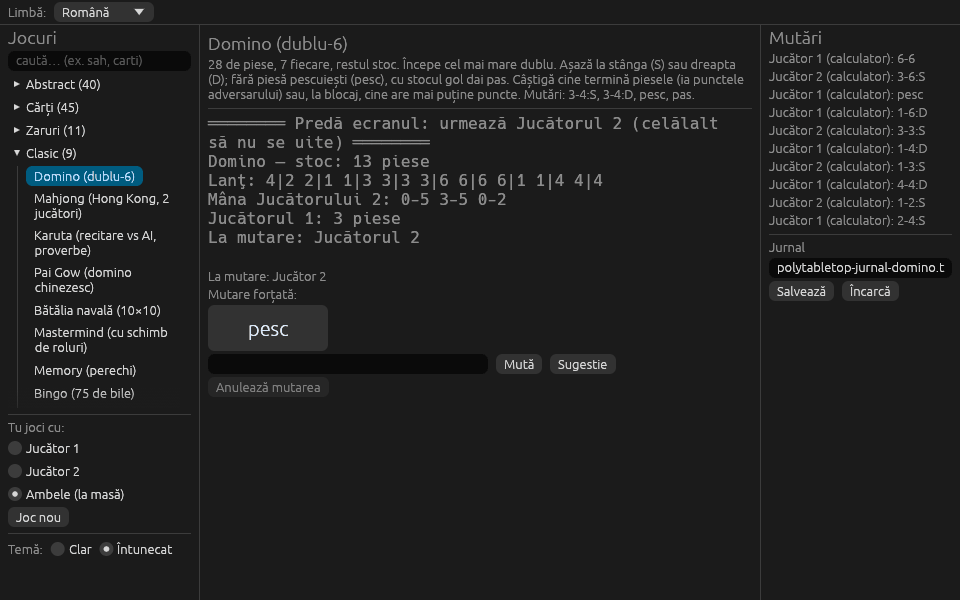 Limbă: Română
Jocuri
caută... (ex. sah, carti)
Abstract (40)
Cărți (45)
Zaruri (11)
Clasic (9)
Domino (dublu-6)
Mahjong (Hong Kong, 2
jucători)
Karuta (recitare vs AI,
proverbe)
Pai Gow (domino
chinezesc)
Bătălia navală (10×10)
Mastermind (cu schimb
de roluri)
Memory (perechi)
Bingo (75 de bile)
Tu joci cu:
Jucător 1
Jucător 2
Ambele (la masă)
Joc nou
Temă: Clar Întunecat
Domino (dublu-6)
28 de piese, 7 fiecare, restul stoc. Începe cel mai mare dublu. Așază la stânga (S) sau dreapta
(D); fără piesă pescuiești (pesc), cu stocul gol dai pas. Câștigă cine termină piesele (ia punctele
adversarului) sau, la blocaj, cine are mai puține puncte. Mutări: 3-4:S, 3-4:D, pesc, pas.
════════ Predă ecranul: urmează Jucătorul 2 (celălalt
să nu se uite) ════════
Domino — stoc: 13 piese
Lanț: 4|2 2|1 1|3 3|3 3|6 6|6 6|1 1|4 4|4
Mâna Jucătorului 2: 0-5 3-5 0-2
Jucătorul 1: 3 piese
La mutare: Jucătorul 2
La mutare: Jucător 2
Mutare forțată:
pesc
Mută Sugestie
Anulează mutarea
Mutări
Jucător 1 (calculator): 6-6
Jucător 2 (calculator): 3-6:S
Jucător 1 (calculator): pesc
Jucător 1 (calculator): 1-6:D
Jucător 2 (calculator): 3-3:S
Jucător 1 (calculator): 1-4:D
Jucător 2 (calculator): 1-3:S
Jucător 1 (calculator): 4-4:D
Jucător 2 (calculator): 1-2:S
Jucător 1 (calculator): 2-4:S
Jurnal
polytabletop-jurnal-domino.t
Salvează Încarcă